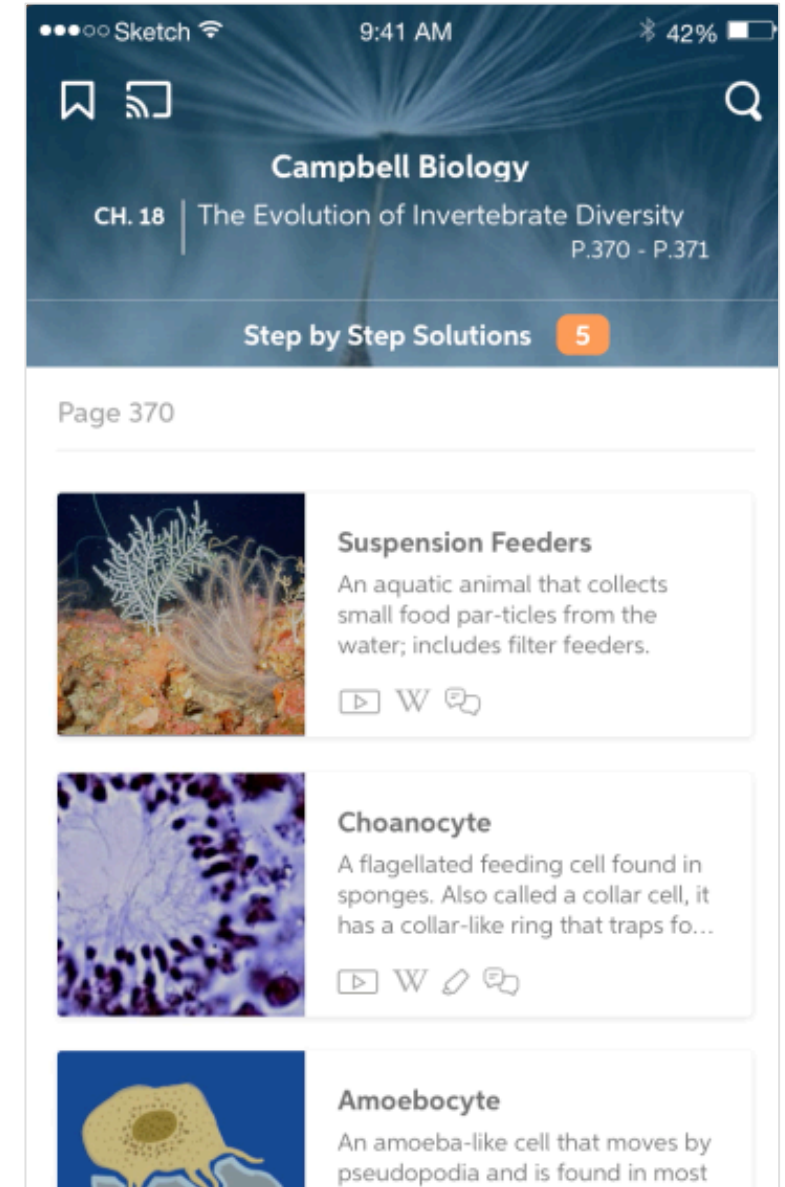 Sketch 9:41 AM 42%
Campbell Biology
CH. 18 The Evolution of Invertebrate Diversity
P.370 - P.371
Step by Step Solutions 5
Page 370
Suspension Feeders
An aquatic animal that collects
small food par-ticles from the
water; includes filter feeders.
W
Choanocyte
A flagellated feeding cell found in
sponges. Also called a collar cell, it
has a collar-like ring that traps fo...
W
Amoebocyte
An amoeba-like cell that moves by
pseudopodia and is found in most